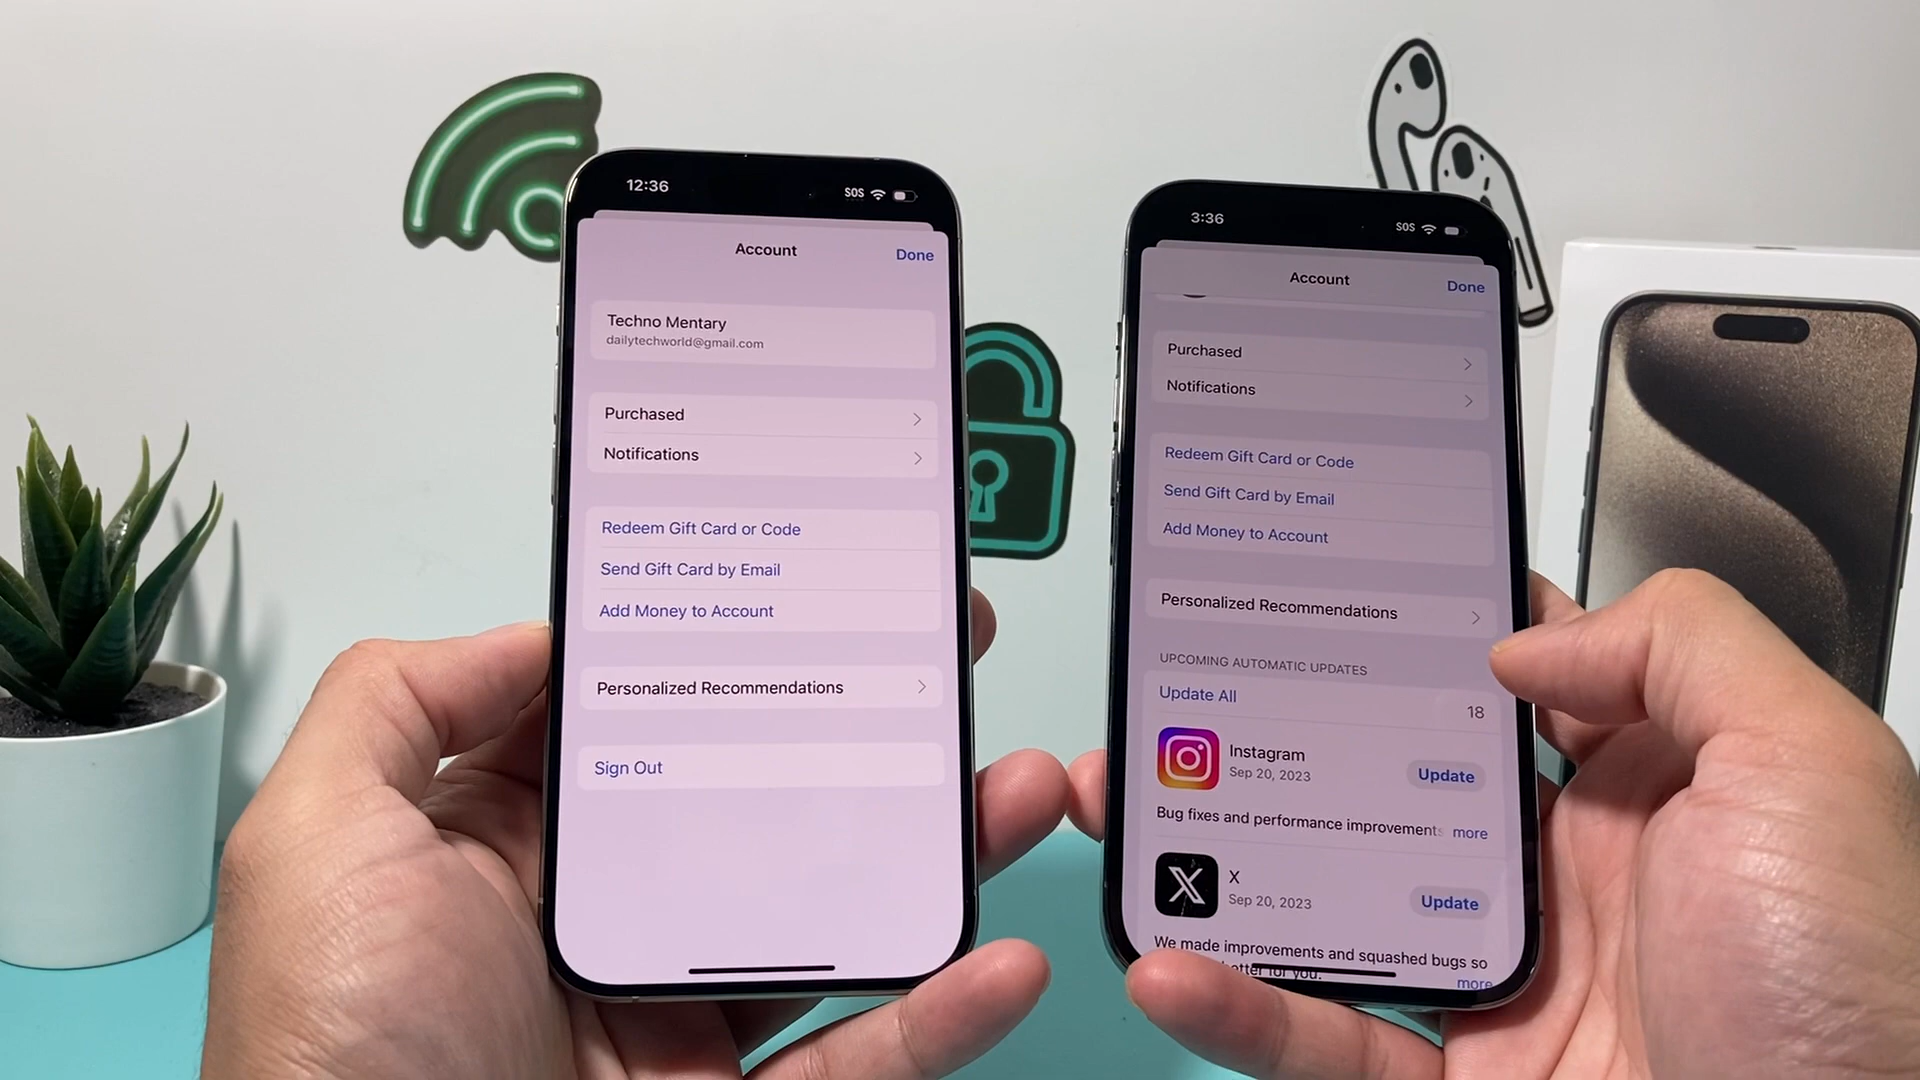 12:36
SOS
Account
Done
Techno Mentary
dailytechworld@gmail.com
Purchased
Notifications
Redeem Gift Card or Code
Send Gift Card by Email
Add Money to Account
Personalized Recommendations
Sign Out
3:36
SOS
Account
Done
Purchased
Notifications
Redeem Gift Card or Code
Send Gift Card by Email
Add Money to Account
Personalized Recommendations
UPCOMING AUTOMATIC UPDATES
Update All
18
Instagram
Sep 20, 2023
Update
Bug fixes and performance improvements
more
X
Sep 20, 2023
Update
We made improvements and squashed bugs so
for you.
more